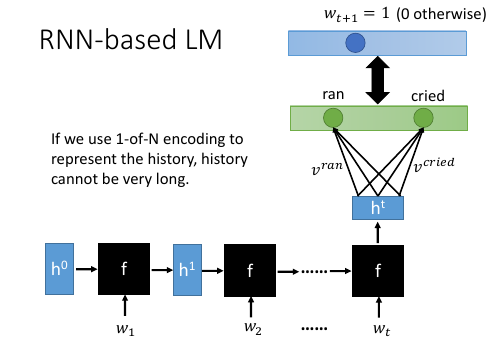 RNN-based LM
w_{t+1} = 1 (0 otherwise)
ran cried
If we use 1-of-N encoding to
represent the history, history
cannot be very long.
v^{ran} v^{cried}
h^t
h^0 f h^1 f ...... f
w_1 w_2 ...... w_t